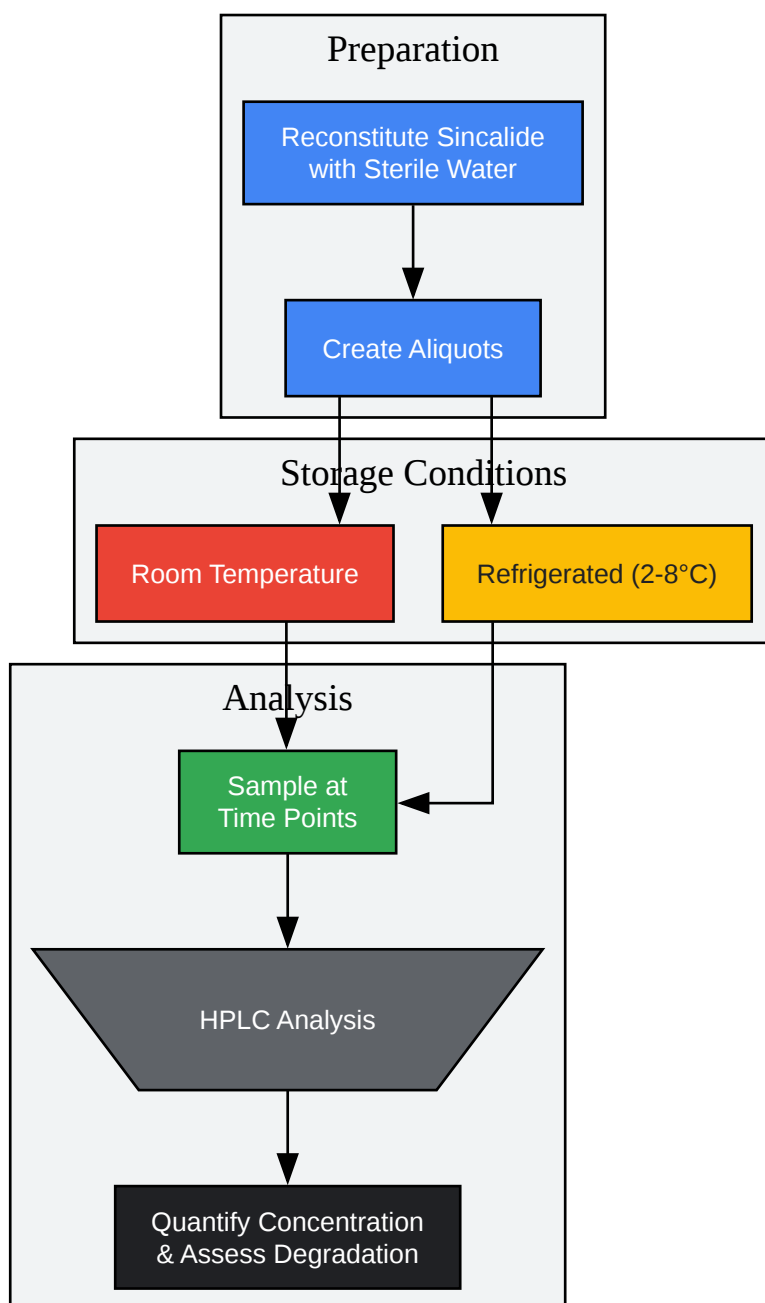 Preparation
Reconstitute Sincalide
with Sterile Water
Create Aliquots
Storage Conditions
Room Temperature
Refrigerated (2-8°C)
Analysis
Sample at
Time Points
HPLC Analysis
Quantify Concentration
& Assess Degradation